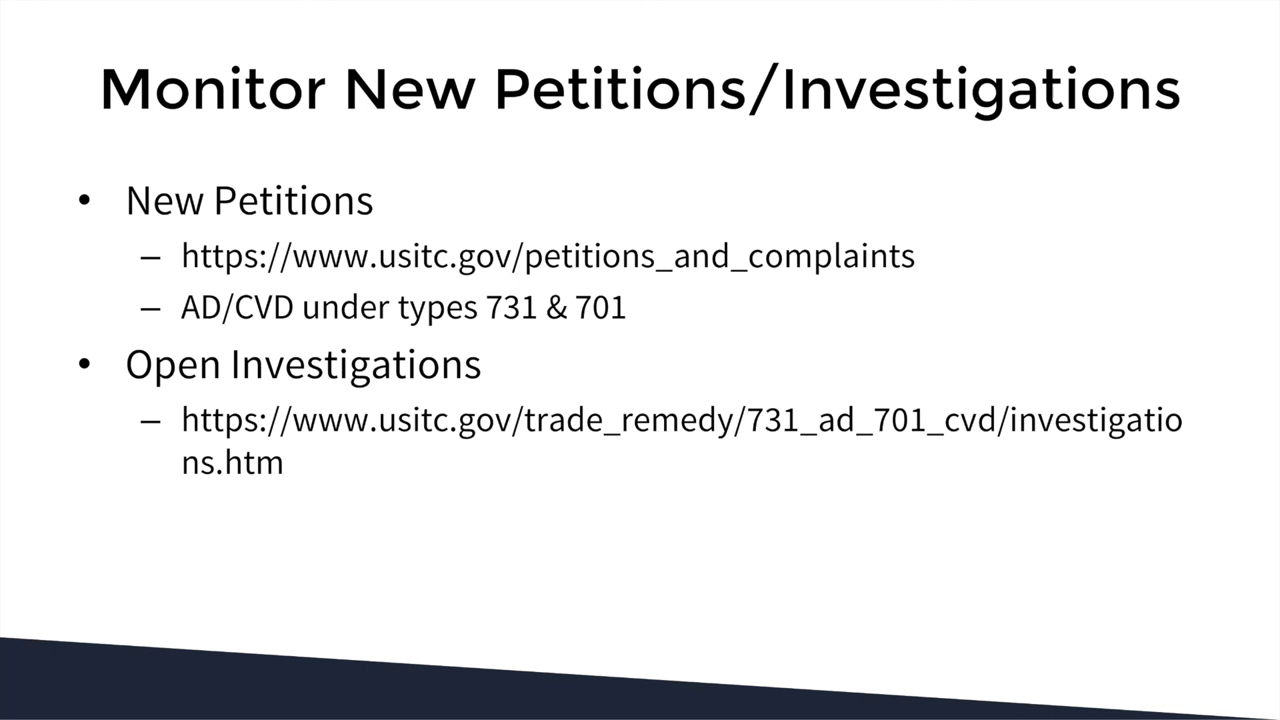 Monitor New Petitions/Investigations
• New Petitions
– https://www.usitc.gov/petitions_and_complaints
– AD/CVD under types 731 & 701
• Open Investigations
– https://www.usitc.gov/trade_remedy/731_ad_701_cvd/investigatio
ns.htm